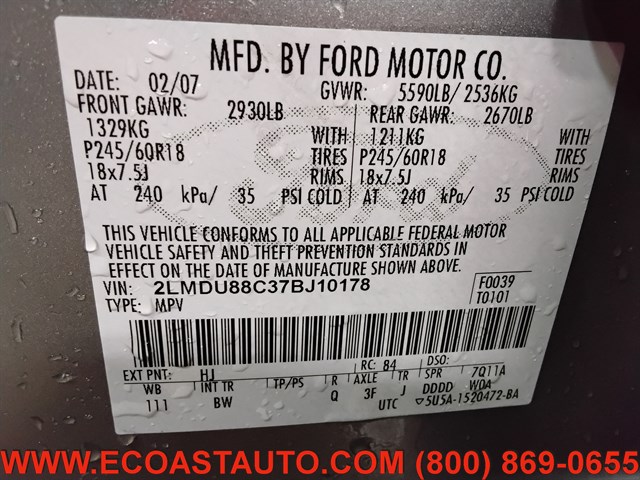 MFD. BY FORD MOTOR CO.
DATE: 02/07 GVWR: 5590LB/ 2536KG
FRONT GAWR: 2930LB REAR GAWR: 2670LB
1329KG WITH 1211KG WITH
P245/60R18 TIRES P245/60R18 TIRES
18x7.5J RIMS 18x7.5J RIMS
AT 240 kPa/ 35 PSI COLD AT 240 kPa/ 35 PSI COLD
THIS VEHICLE CONFORMS TO ALL APPLICABLE FEDERAL MOTOR
VEHICLE SAFETY AND THEFT PREVENTION STANDARDS IN
EFFECT ON THE DATE OF MANUFACTURE SHOWN ABOVE.
VIN: 2LMDU88C37BJ10178 F0039
TYPE: MPV T0101
EXT PNT: HJ RC: 84 DSO:
WB INT TR TP/PS R AXLE TR SPR 7Q11A
111 BW Q 3F J DDDD WOA
UTC ▽5U5A-1520472-BA
WWW.ECOASTAUTO.COM (800) 869-0655